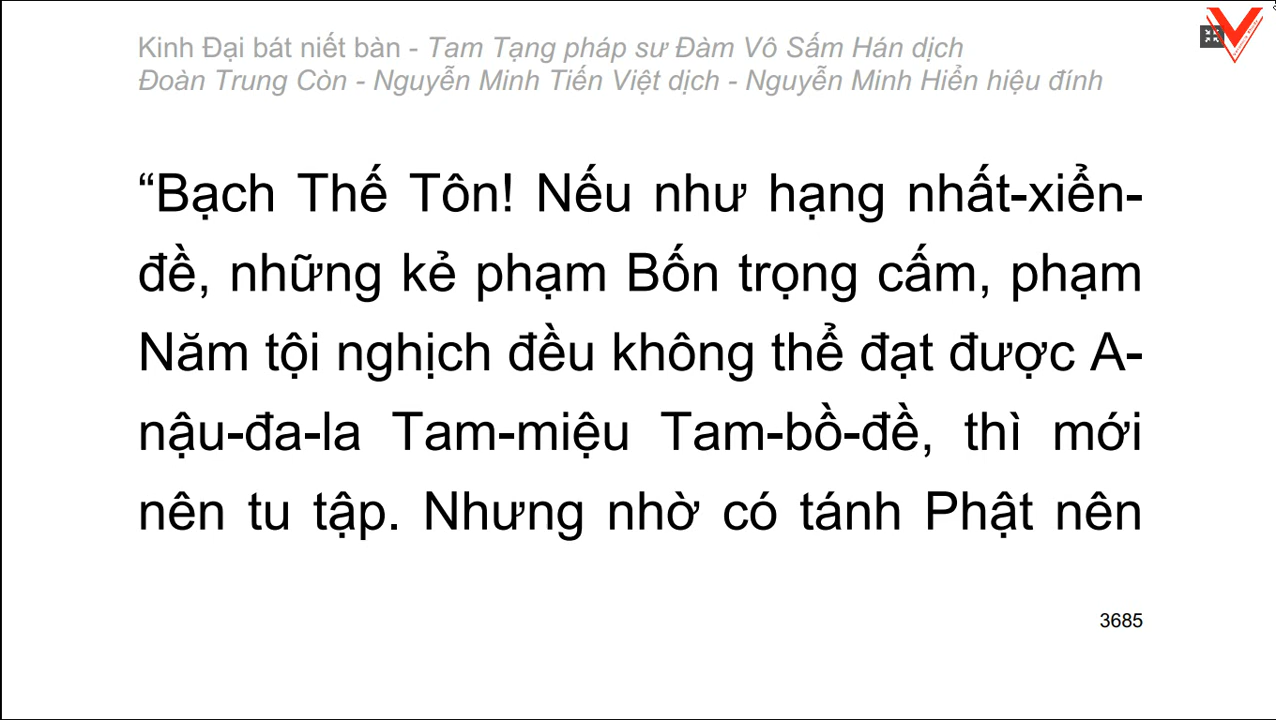 Kinh Đại bát niết bàn - Tam Tạng pháp sư Đàm Vô Sấm Hán dịch
Đoàn Trung Còn - Nguyễn Minh Tiến Việt dịch - Nguyễn Minh Hiển hiệu đính
“Bạch Thế Tôn! Nếu như hạng nhất-xiển-
đề, những kẻ phạm Bốn trọng cấm, phạm
Năm tội nghịch đều không thể đạt được A-
nậu-đa-la Tam-miệu Tam-bồ-đề, thì mới
nên tu tập. Nhưng nhờ có tánh Phật nên
3685